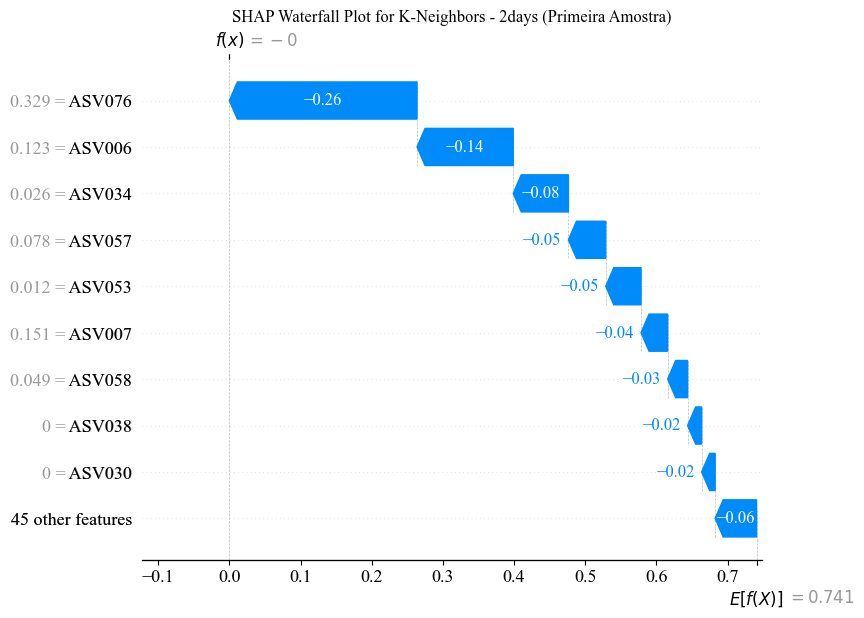 SHAP Waterfall Plot for K-Neighbors - 2days (Primeira Amostra)
f(x) = −0
0.329 = ASV076 −0.26
0.123 = ASV006 −0.14
0.026 = ASV034 −0.08
0.078 = ASV057 −0.05
0.012 = ASV053 −0.05
0.151 = ASV007 −0.04
0.049 = ASV058 −0.03
0 = ASV038 −0.02
0 = ASV030 −0.02
45 other features −0.06
−0.1 0.0 0.1 0.2 0.3 0.4 0.5 0.6 0.7
E[f(X)] = 0.741